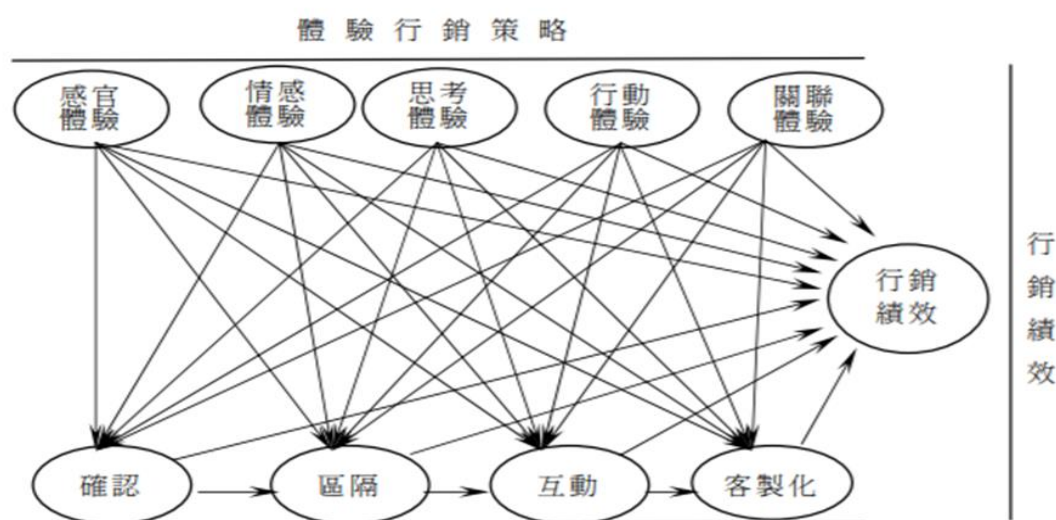 體驗行銷策略
感官
體驗
情感
體驗
思考
體驗
行動
體驗
關聯
體驗
行銷
績效
行
銷
績
效
確認
區隔
互動
客製化